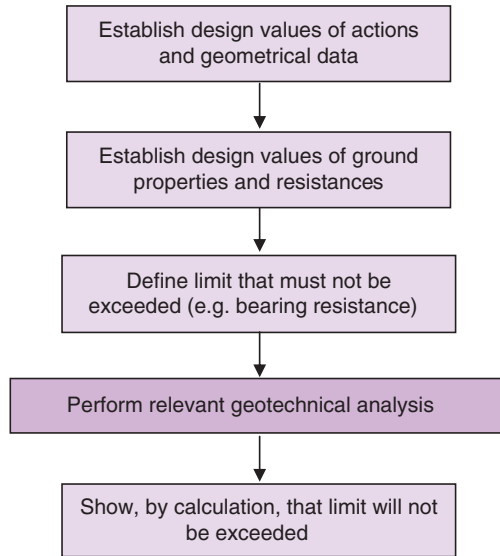 Establish design values of actions
and geometrical data
Establish design values of ground
properties and resistances
Define limit that must not be
exceeded (e.g. bearing resistance)
Perform relevant geotechnical analysis
Show, by calculation, that limit will not
be exceeded